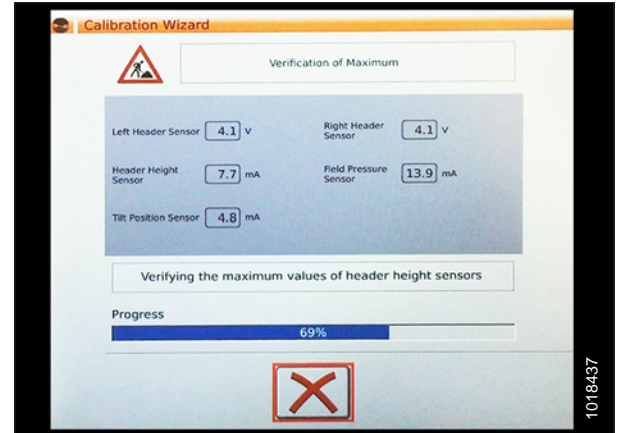 Calibration Wizard
Verification of Maximum
Left Header Sensor 4.1 V
Right Header Sensor 4.1 V
Header Height Sensor 7.7 mA
Field Pressure Sensor 13.9 mA
Tilt Position Sensor 4.8 mA
Verifying the maximum values of header height sensors
Progress
69%
1018437